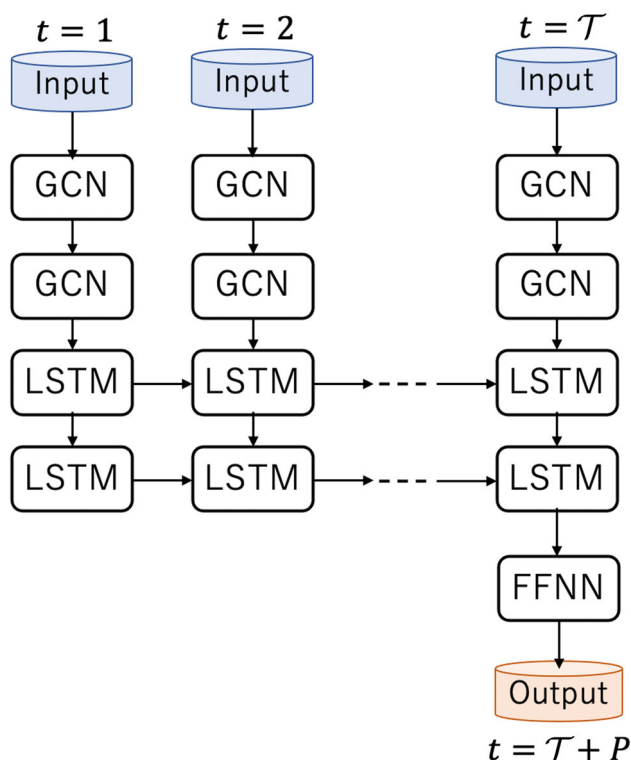 t = 1 t = 2 t = 𝒯
Input Input Input
GCN GCN GCN
GCN GCN GCN
LSTM LSTM LSTM
LSTM LSTM LSTM
FFNN
Output
t = 𝒯 + P